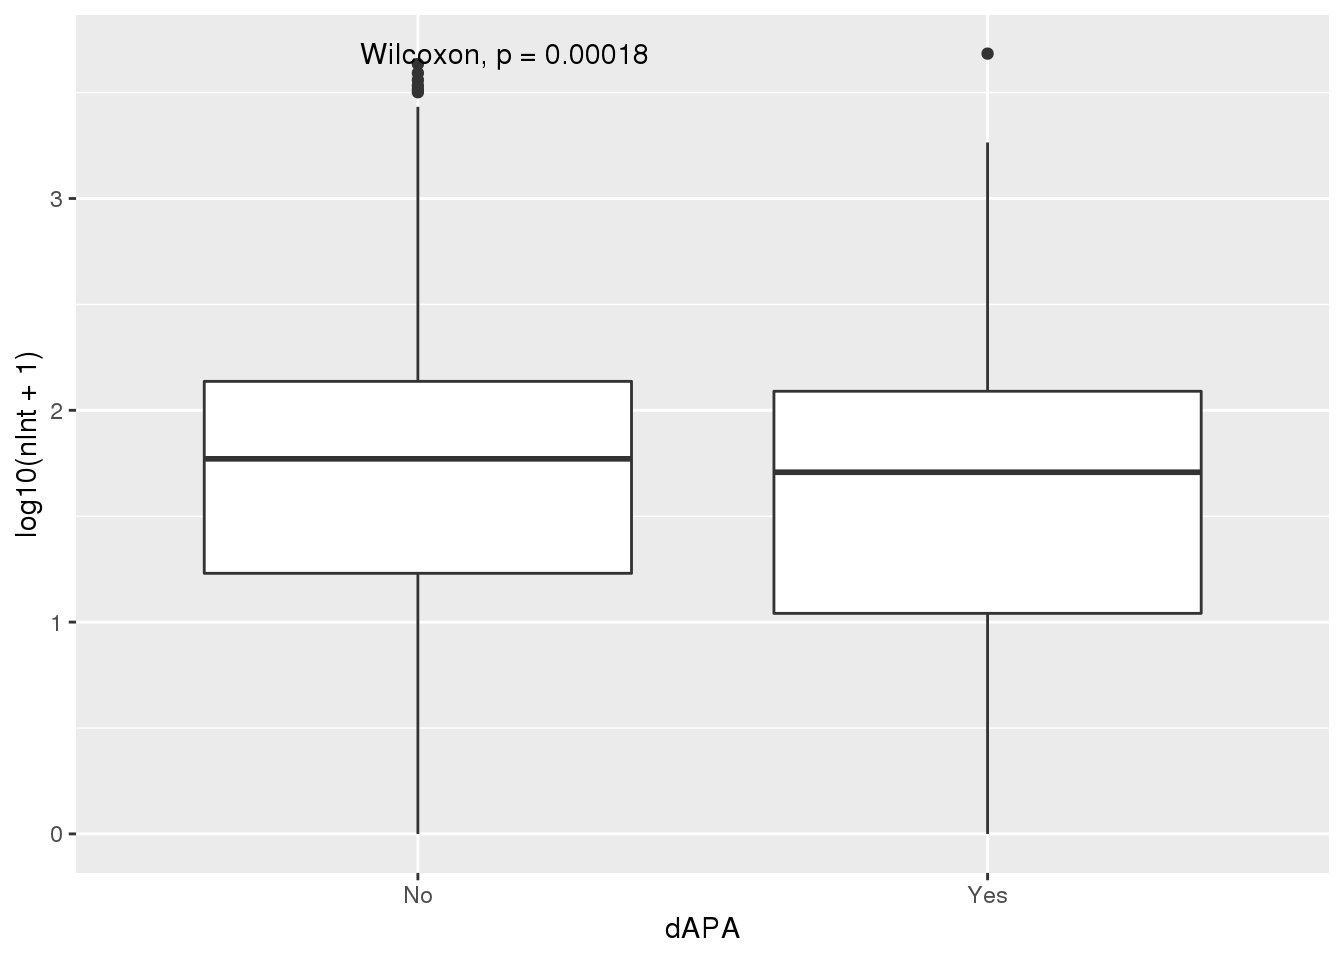 Wilcoxon, p = 0.00018
3
2
1
0
log10(nInt + 1)
No
Yes
dAPA